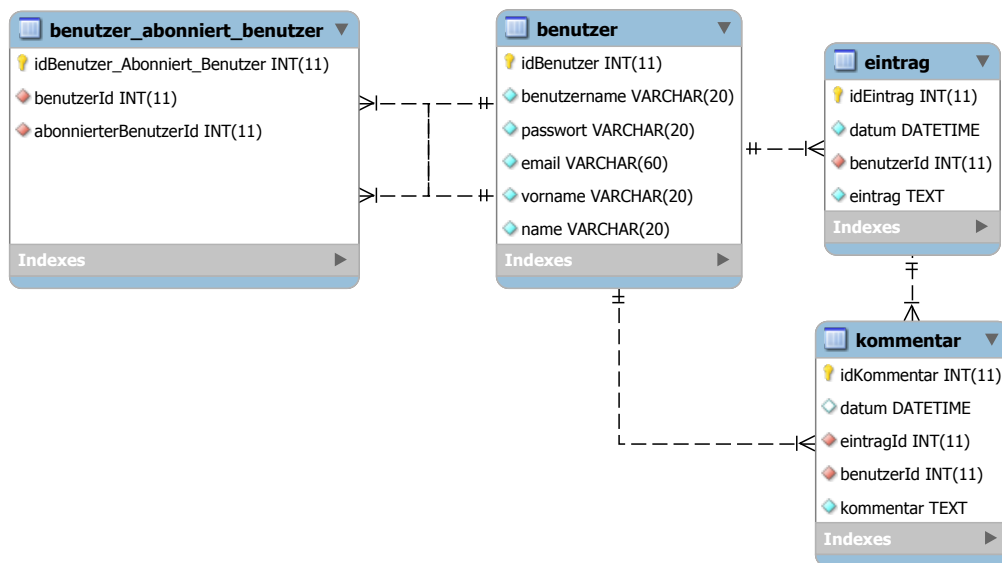 benutzer_abonniert_benutzer
idBenutzer_Abonniert_Benutzer INT(11)
benutzerId INT(11)
abonnierterBenutzerId INT(11)
Indexes
benutzer
idBenutzer INT(11)
benutzername VARCHAR(20)
passwort VARCHAR(20)
email VARCHAR(60)
vorname VARCHAR(20)
name VARCHAR(20)
Indexes
eintrag
idEintrag INT(11)
datum DATETIME
benutzerId INT(11)
eintrag TEXT
Indexes
kommentar
idKommentar INT(11)
datum DATETIME
eintragId INT(11)
benutzerId INT(11)
kommentar TEXT
Indexes